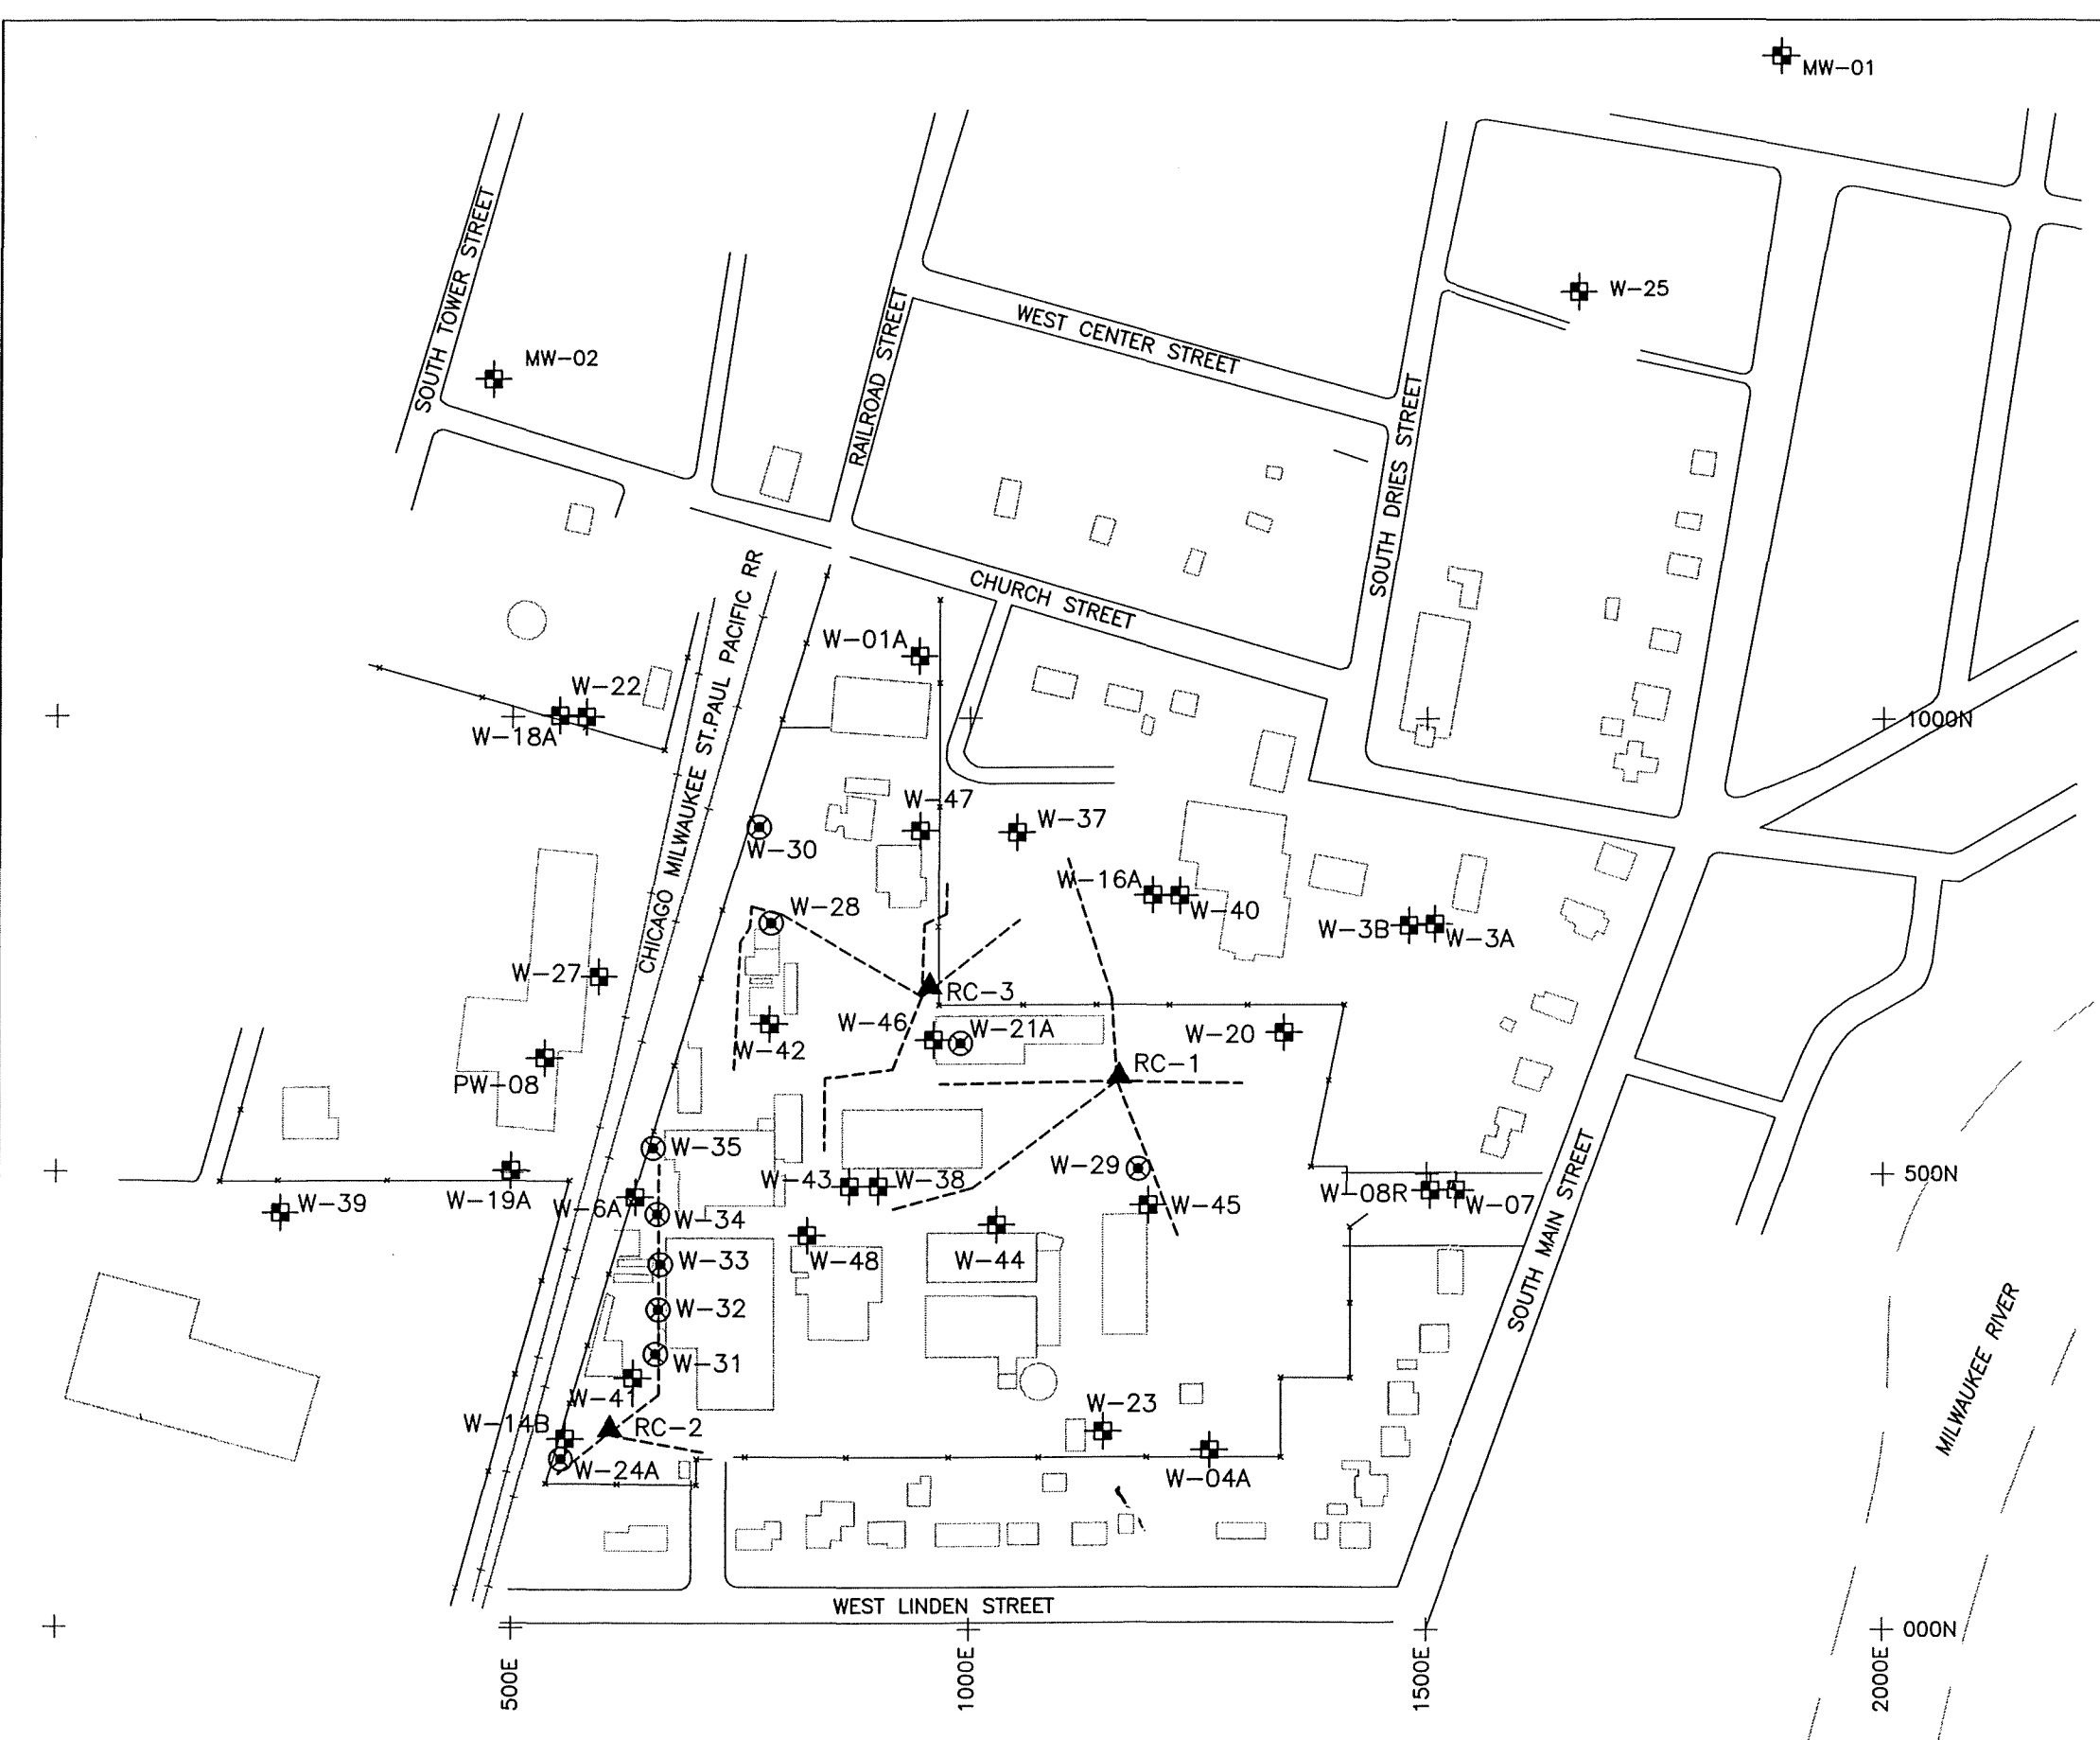 MW-01
SOUTH TOWER STREET
MW-02
RAILROAD STREET
WEST CENTER STREET
W-25
SOUTH DRIES STREET
CHICAGO MILWAUKEE ST.PAUL PACIFIC RR
CHURCH STREET
W-01A
W-22
W-18A
1000N
W-47
W-37
W-30
W-16A
W-40
W-28
W-3B
W-3A
W-27
RC-3
W-46
W-21A
W-20
W-42
RC-1
PW-08
W-35
W-29
500N
W-43
W-38
W-39
W-19A
W-6A
W-08R
W-07
W-45
W-34
W-48
W-44
W-33
W-32
SOUTH MAIN STREET
MILWAUKEE RIVER
W-31
W-41
W-23
W-14B
RC-2
W-24A
W-04A
WEST LINDEN STREET
000N
500E
1000E
1500E
2000E